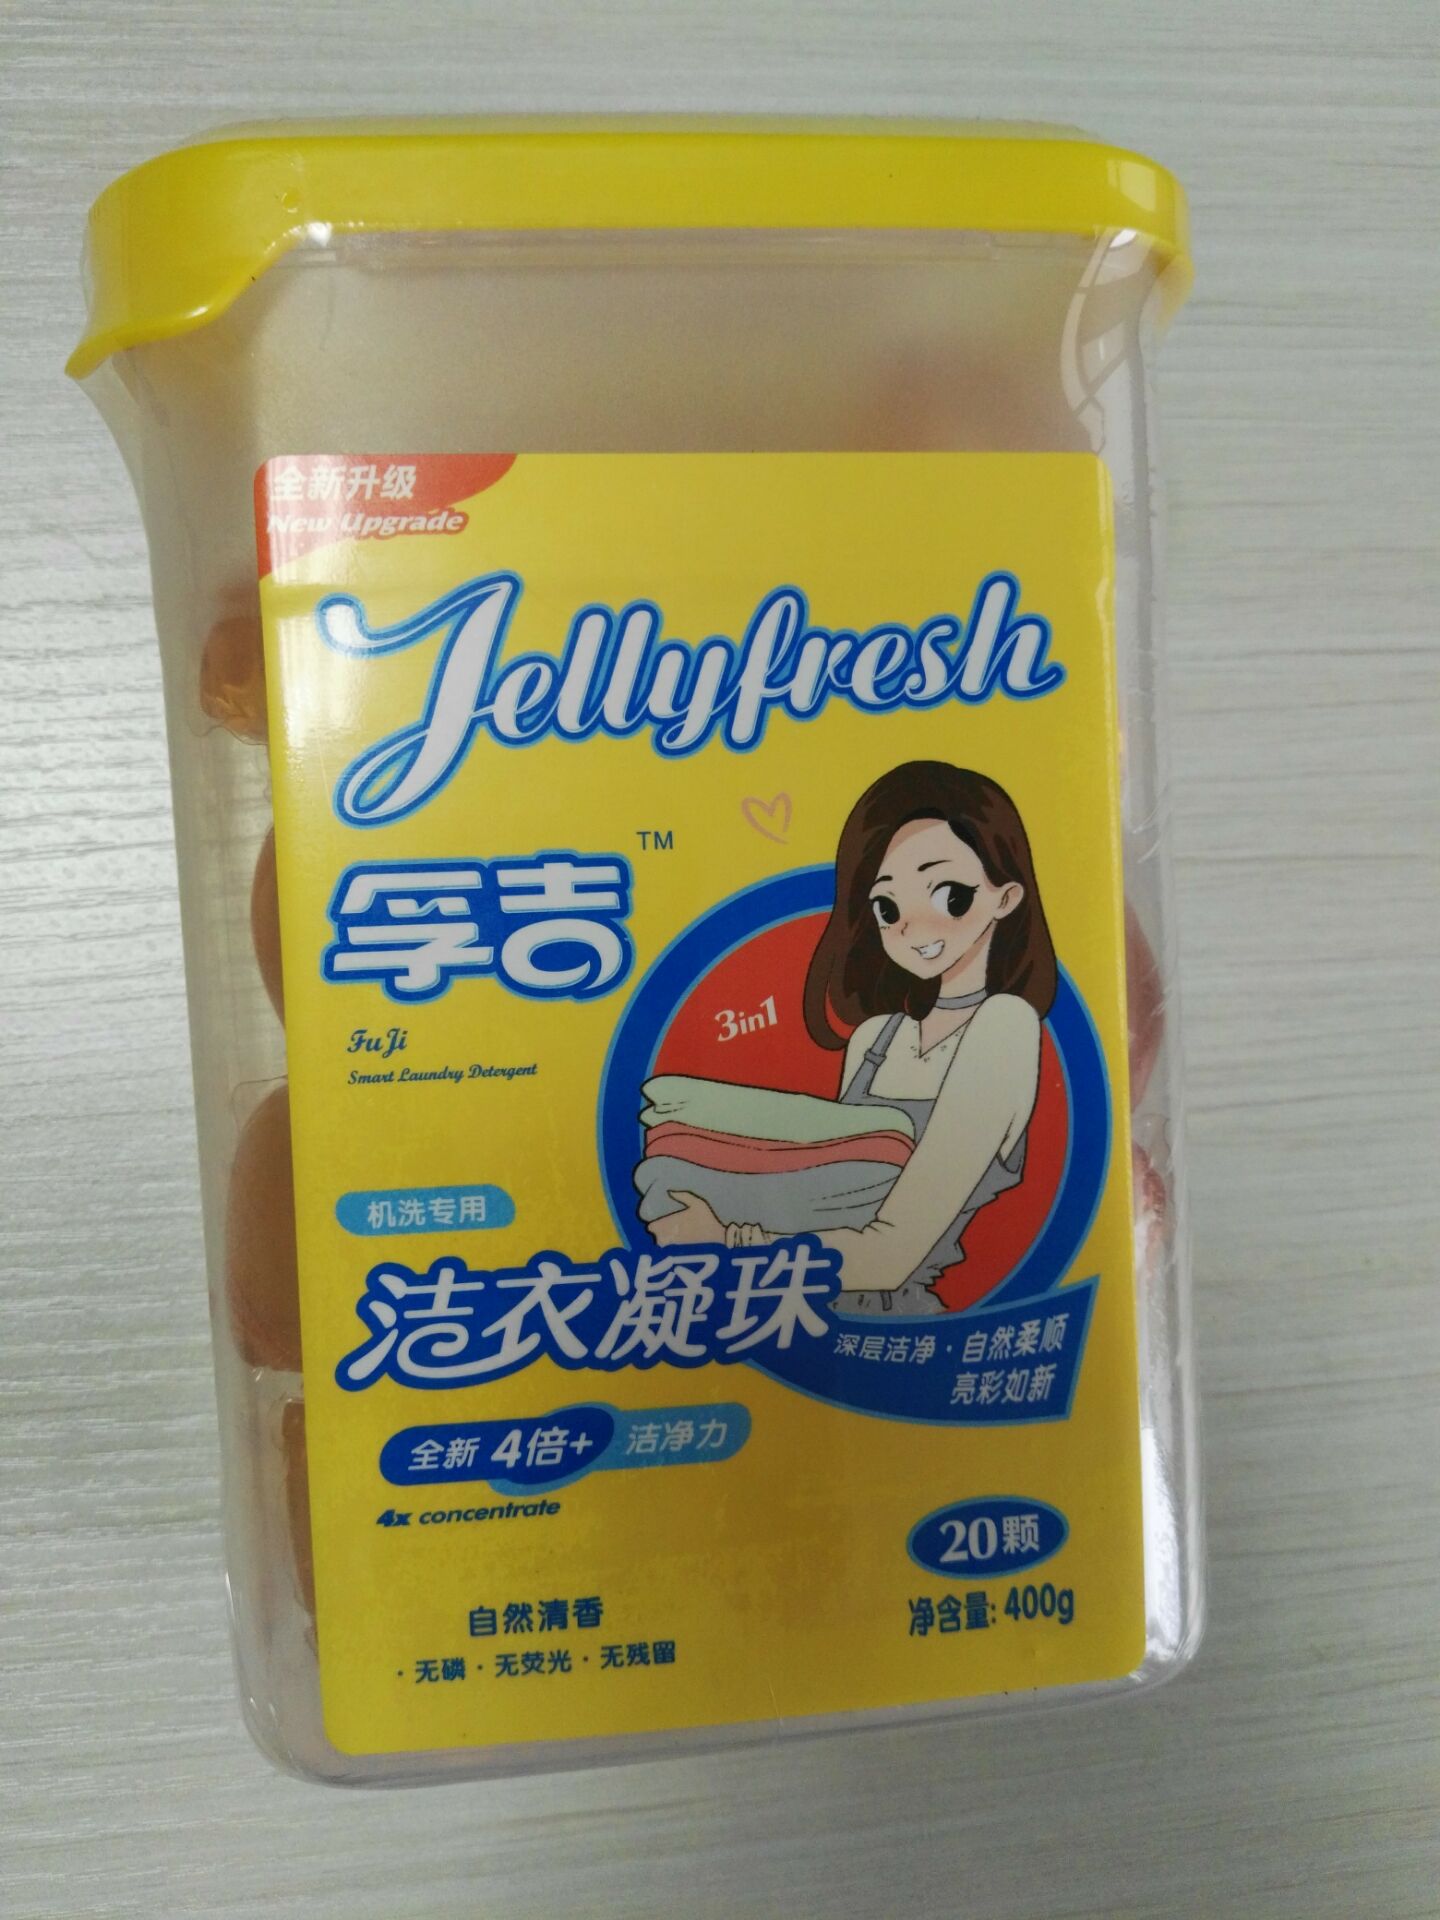 全新升级
New Upgrade
Jellyfresh
孚吉
TM
FuJi
Smart Laundry Detergent
3in1
机洗专用
洁衣凝珠
深层洁净·自然柔顺
亮彩如新
全新 4倍+ 洁净力
4x concentrate
20颗
净含量: 400g
自然清香
·无磷·无荧光·无残留